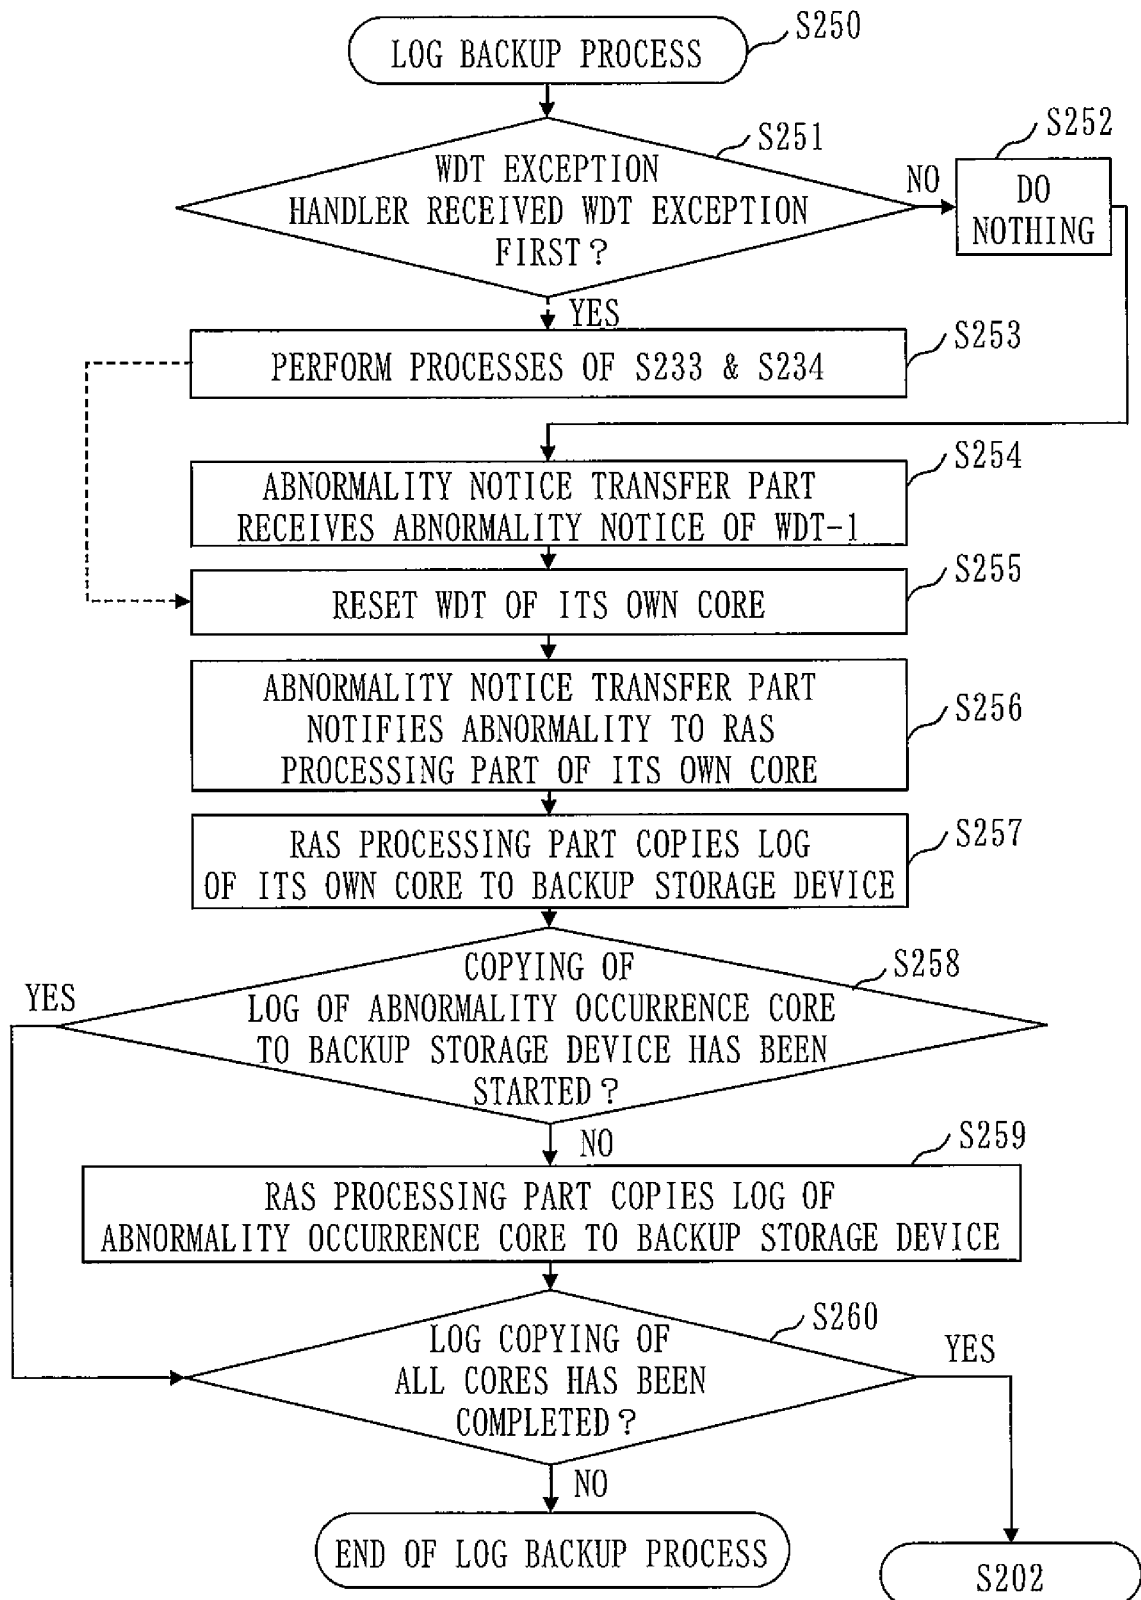 S250
LOG BACKUP PROCESS
S251
WDT EXCEPTION
HANDLER RECEIVED WDT EXCEPTION
FIRST?
NO
S252
DO
NOTHING
YES
S253
PERFORM PROCESSES OF S233 & S234
S254
ABNORMALITY NOTICE TRANSFER PART
RECEIVES ABNORMALITY NOTICE OF WDT-1
S255
RESET WDT OF ITS OWN CORE
S256
ABNORMALITY NOTICE TRANSFER PART
NOTIFIES ABNORMALITY TO RAS
PROCESSING PART OF ITS OWN CORE
S257
RAS PROCESSING PART COPIES LOG
OF ITS OWN CORE TO BACKUP STORAGE DEVICE
S258
YES
COPYING OF
LOG OF ABNORMALITY OCCURRENCE CORE
TO BACKUP STORAGE DEVICE HAS BEEN
STARTED?
NO
S259
RAS PROCESSING PART COPIES LOG OF
ABNORMALITY OCCURRENCE CORE TO BACKUP STORAGE DEVICE
S260
LOG COPYING OF
ALL CORES HAS BEEN
COMPLETED?
YES
NO
END OF LOG BACKUP PROCESS
S202